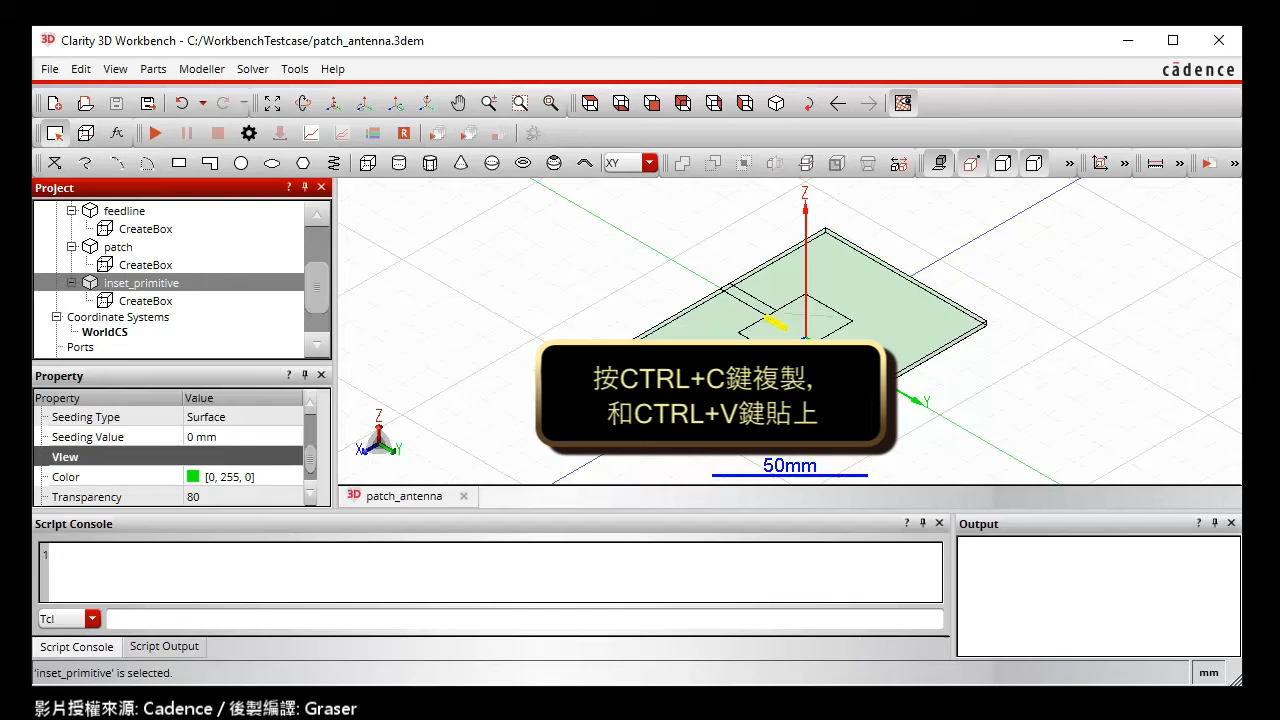 3D Clarity 3D Workbench - C:/WorkbenchTestcase/patch_antenna.3dem
File Edit View Parts Modeller Solver Tools Help
cādence
fx R
XY » » » »
Project ?
feedline
CreateBox
patch
CreateBox
inset_primitive
CreateBox
Coordinate Systems
WorldCS
Ports
Property ?
Property Value
Seeding Type Surface
Seeding Value 0 mm
View
Color [0, 255, 0]
Transparency 80
Z
Y
Z
X Y
按CTRL+C鍵複製,
和CTRL+V鍵貼上
50mm
3D patch_antenna
Script Console ?
1
Tcl
Script Console Script Output
Output ?
'inset_primitive' is selected.
mm
影片授權來源: Cadence / 後製編譯: Graser